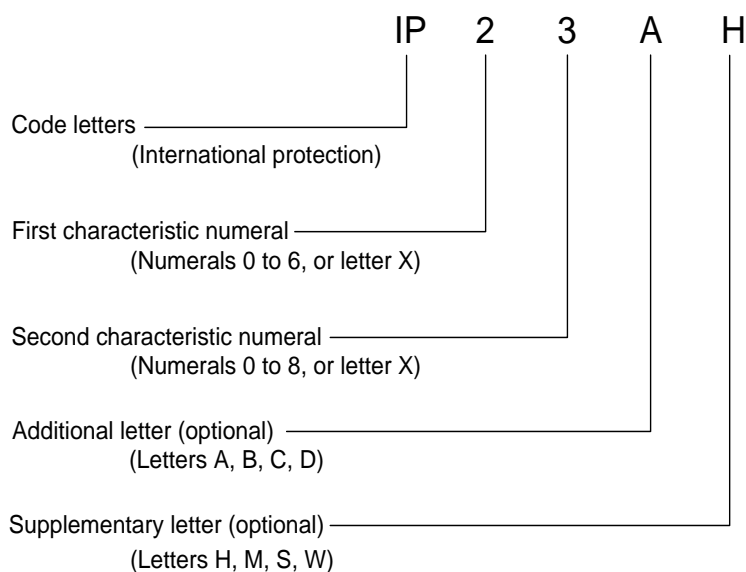 IP 2 3 A H
Code letters
(International protection)
First characteristic numeral
(Numerals 0 to 6, or letter X)
Second characteristic numeral
(Numerals 0 to 8, or letter X)
Additional letter (optional)
(Letters A, B, C, D)
Supplementary letter (optional)
(Letters H, M, S, W)